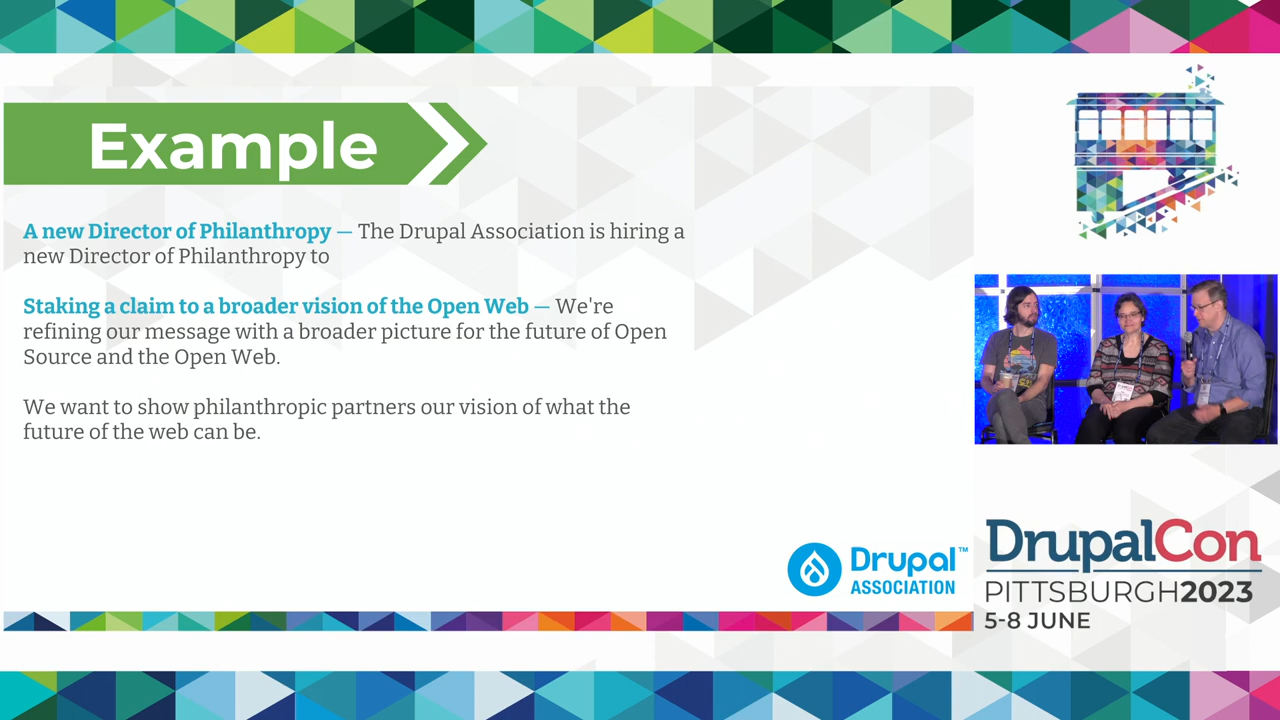 Example
A new Director of Philanthropy — The Drupal Association is hiring a
new Director of Philanthropy to
Staking a claim to a broader vision of the Open Web — We're
refining our message with a broader picture for the future of Open
Source and the Open Web.
We want to show philanthropic partners our vision of what the
future of the web can be.
Drupal™
ASSOCIATION
DrupalCon
PITTSBURGH2023
5-8 JUNE